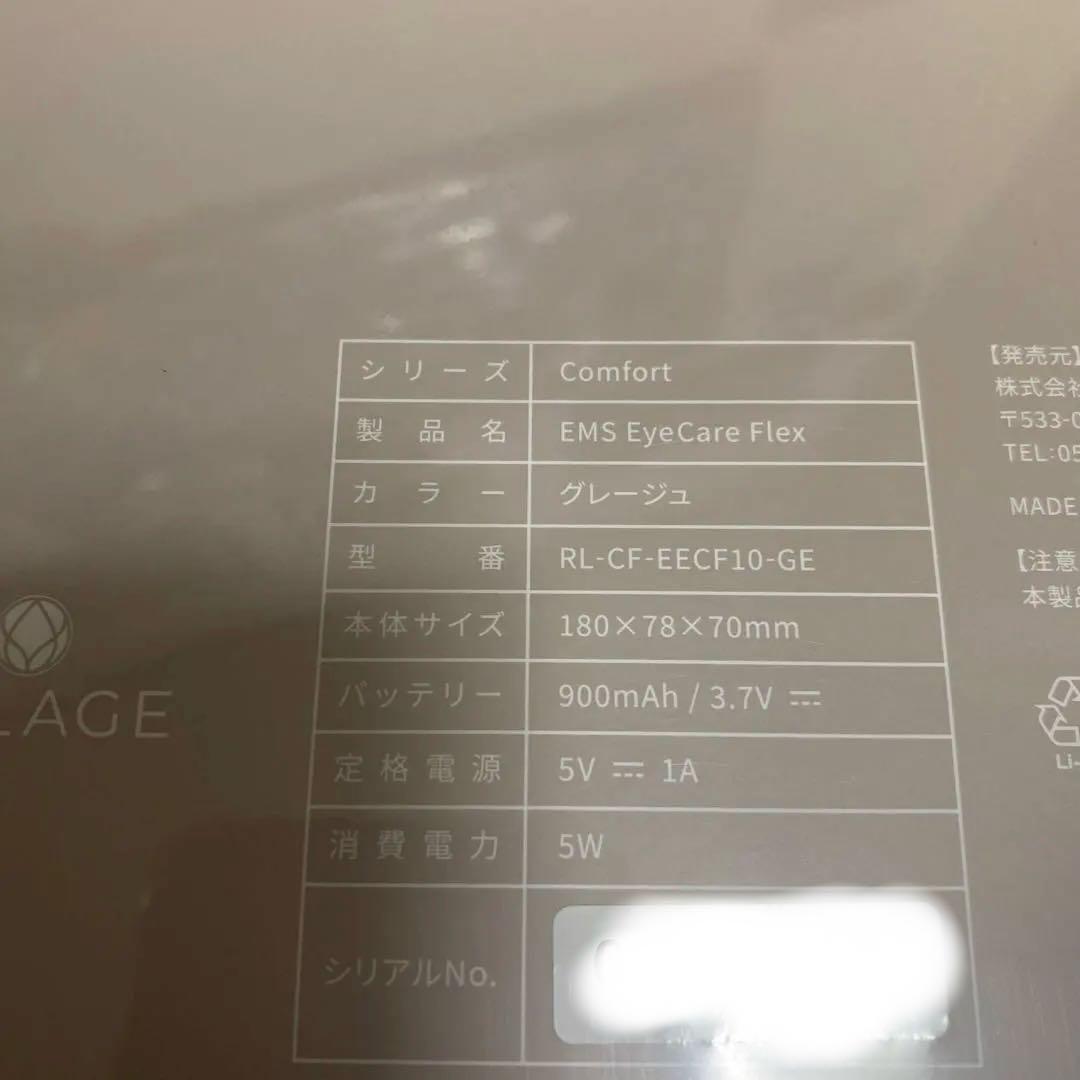 シリーズ Comfort
製品名 EMS EyeCare Flex
カラー グレージュ
型番 RL-CF-EECF10-GE
本体サイズ 180×78×70mm
バッテリー 900mAh / 3.7V ⎓
定格電源 5V ⎓ 1A
消費電力 5W
シリアルNo.
LAGE
【発売元】
株式会社
〒533-0
TEL:05
MADE
【注意
本製品
Li-